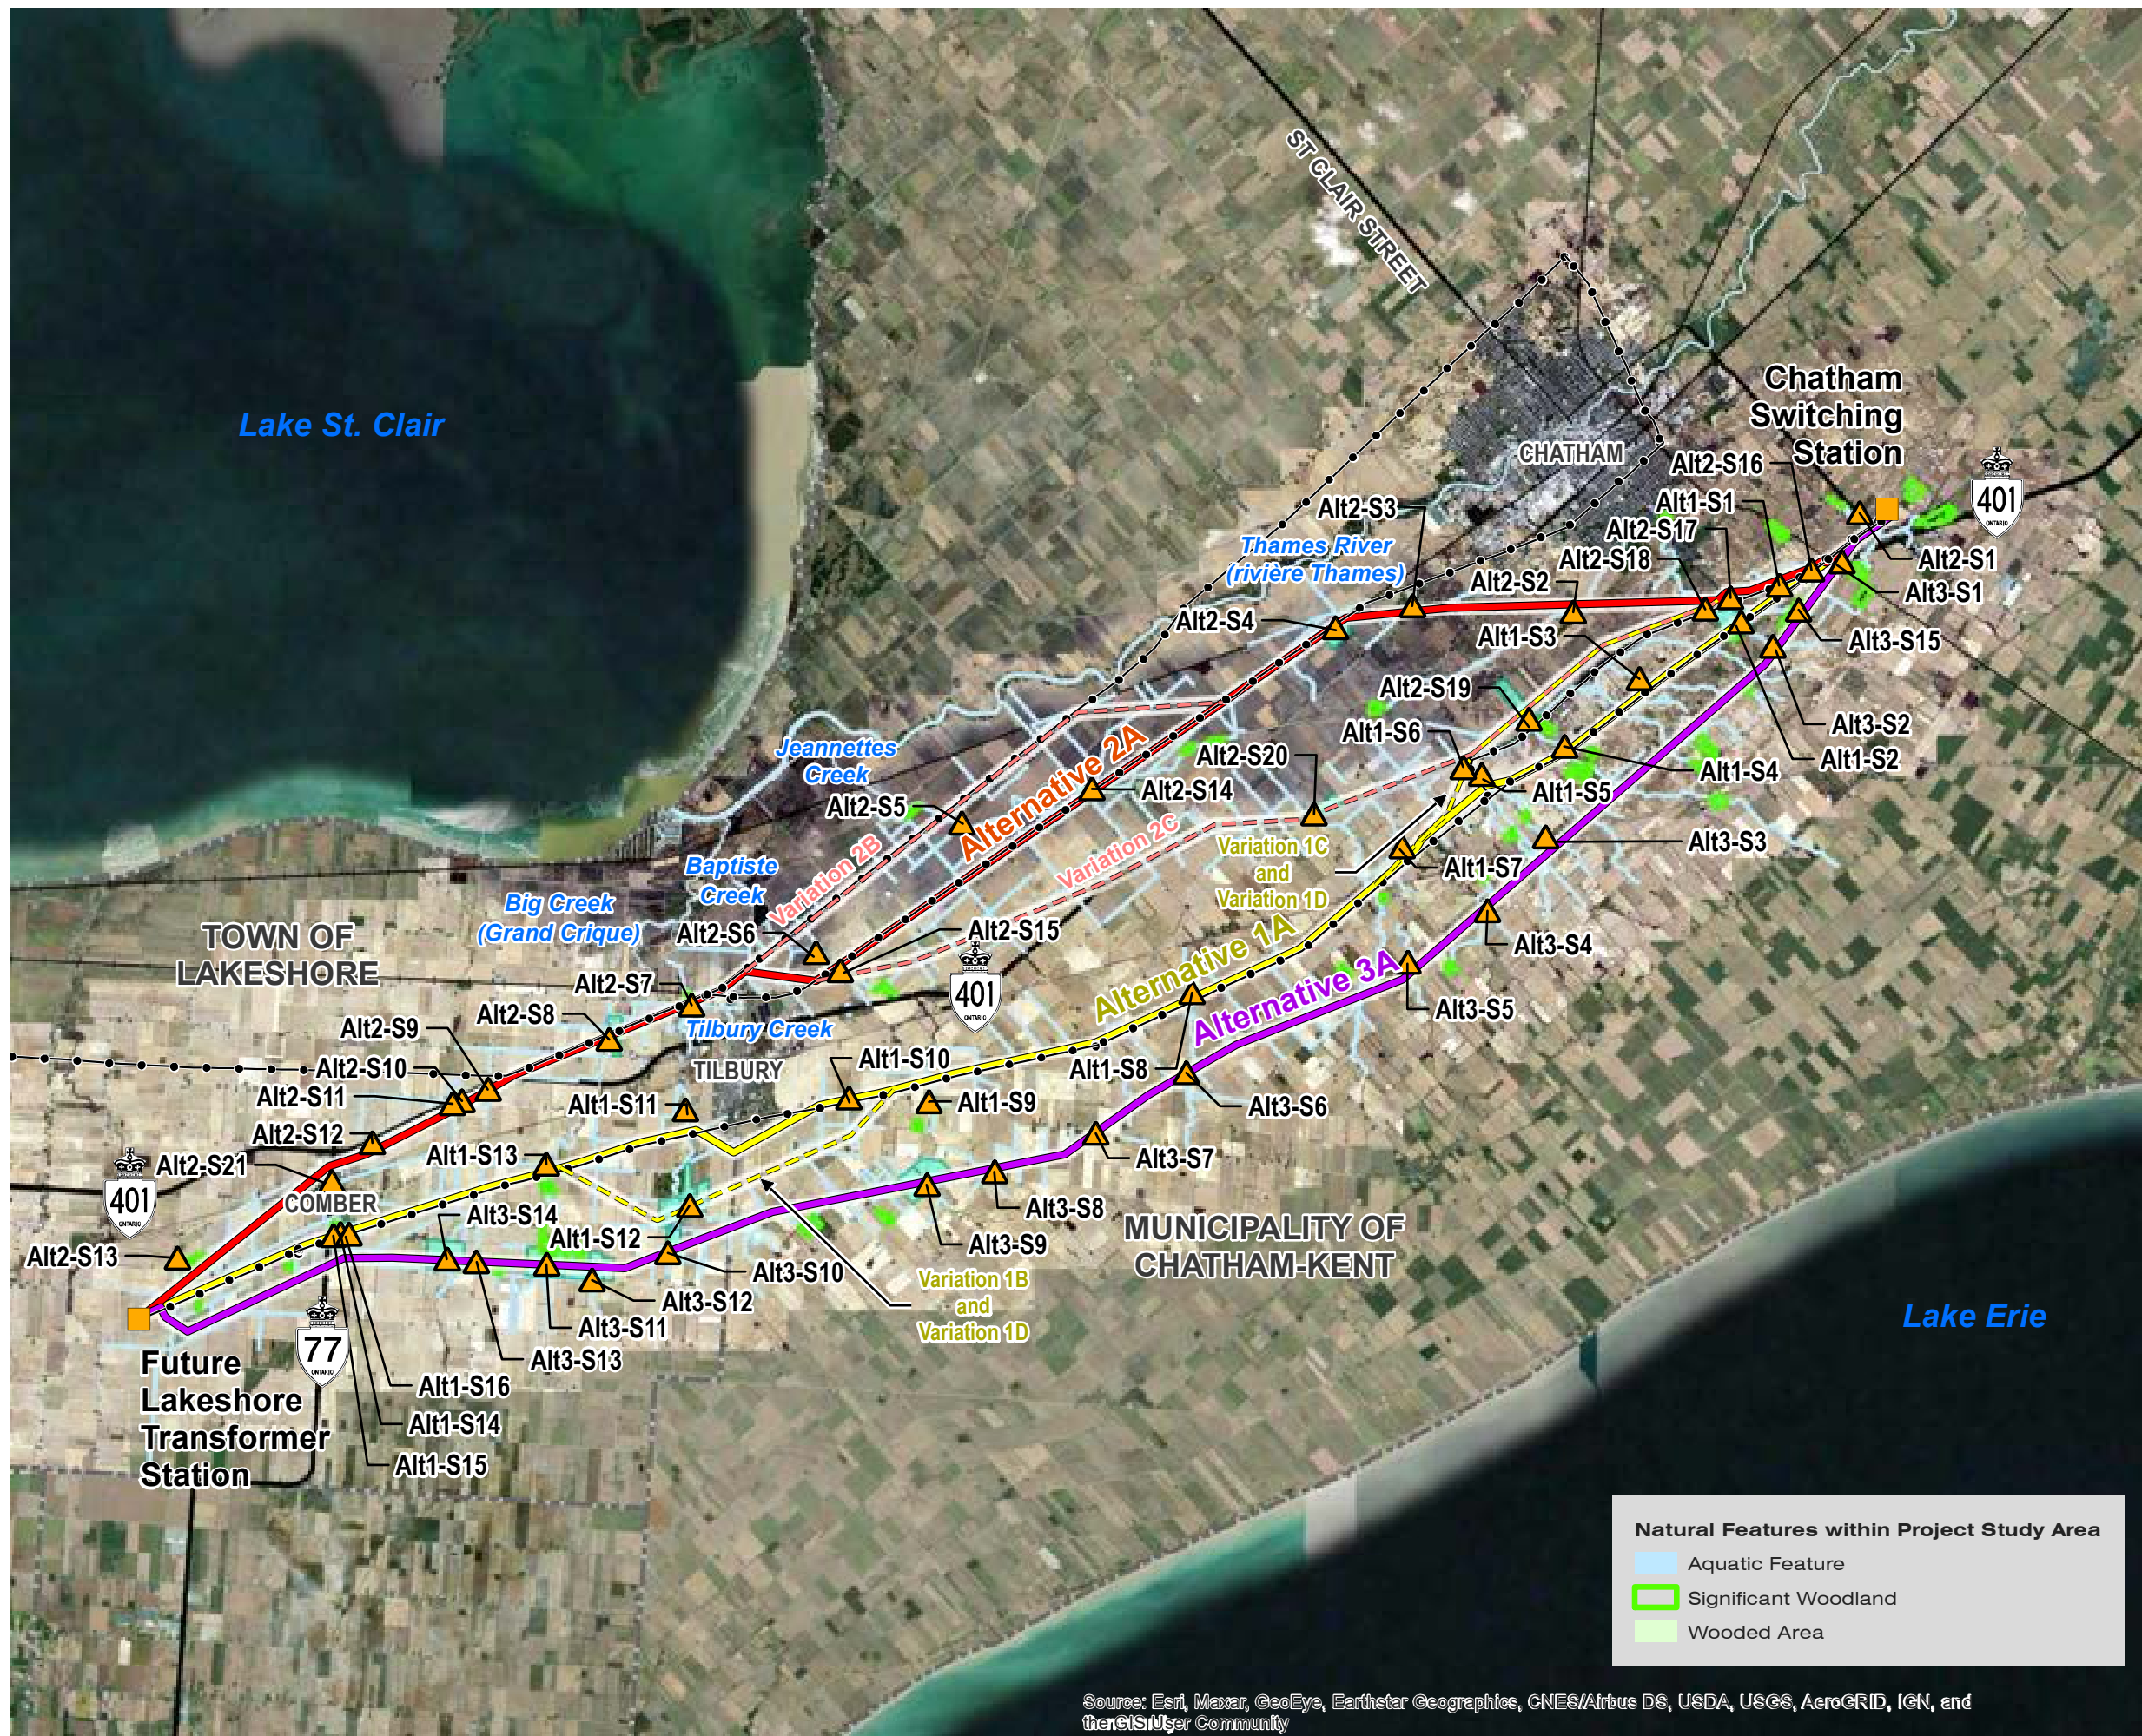 ST CLAIR STREET
Lake St. Clair
Chatham
Switching
Station
CHATHAM
Alt2-S16
401
ONTARIO
Alt1-S1
Alt2-S3
Alt2-S17
Thames River
(rivière Thames)
Alt2-S18
Alt2-S1
Alt2-S2
Alt3-S1
Alt2-S4
Alt1-S3
Alt3-S15
Alt2-S19
Alt3-S2
Alt1-S6
Jeannettes
Creek
Alt2-S20
Alt1-S2
Alt1-S4
Alternative 2A
Alt2-S14
Alt1-S5
Alt2-S5
Variation 2B
Variation 2C
Variation 1C
and
Variation 1D
Alt3-S3
Alt1-S7
Baptiste
Creek
Big Creek
(Grand Crique)
Alt2-S6
Alt2-S15
TOWN OF
LAKESHORE
Alternative 1A
Alt3-S4
Alt2-S7
401
ONTARIO
Alternative 3A
Alt3-S5
Alt2-S8
Tilbury Creek
Alt2-S9
Alt1-S10
TILBURY
Alt1-S8
Alt2-S10
Alt2-S11
Alt1-S11
Alt1-S9
Alt3-S6
Alt2-S12
Alt1-S13
Alt3-S7
Alt2-S21
401
ONTARIO
COMBER
Alt3-S14
Alt3-S8
Alt1-S12
Alt3-S9
MUNICIPALITY OF
CHATHAM-KENT
Alt2-S13
Alt3-S10
Variation 1B
and
Variation 1D
Alt3-S12
Lake Erie
Alt3-S11
77
ONTARIO
Alt3-S13
Future
Lakeshore
Transformer
Station
Alt1-S16
Alt1-S14
Alt1-S15
Natural Features within Project Study Area
Aquatic Feature
Significant Woodland
Wooded Area
Source: Esri, Maxar, GeoEye, Earthstar Geographics, CNES/Airbus DS, USDA, USGS, AeroGRID, IGN, and
the GIS User Community